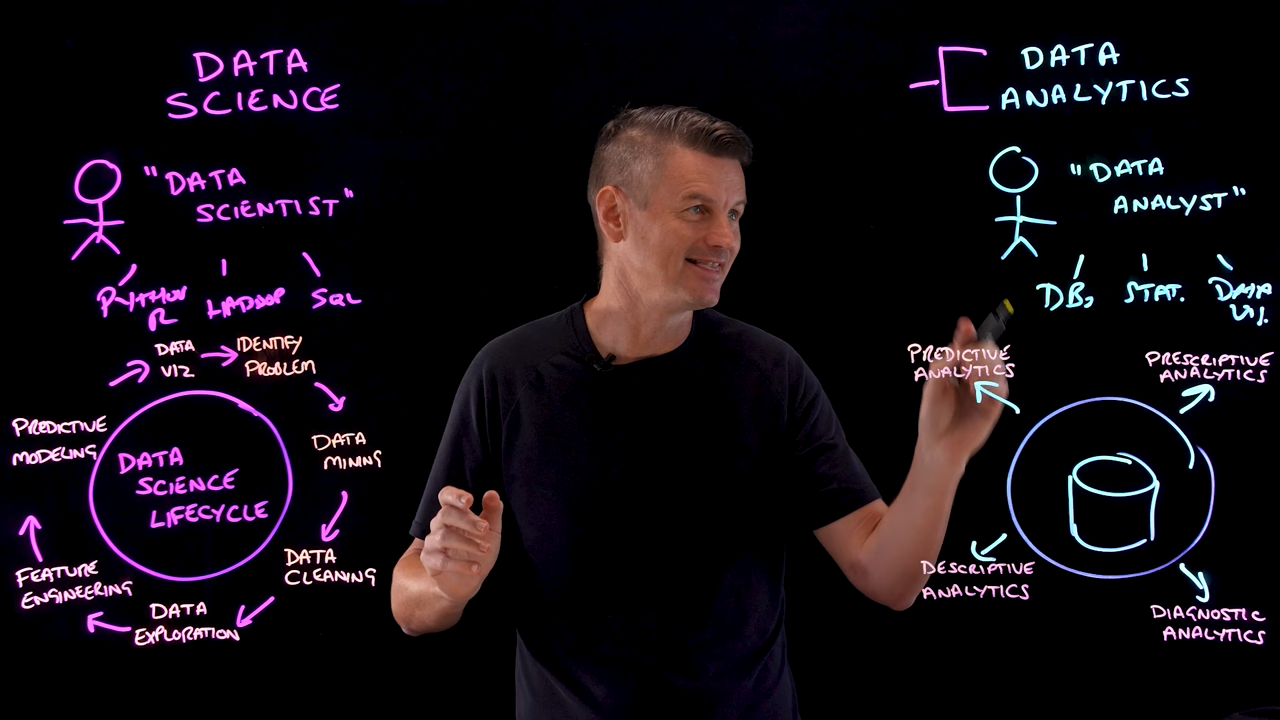 DATA
SCIENCE
"DATA
SCIENTIST"
PYTHON
R
HADOOP
SQL
DATA
VIZ
IDENTIFY
PROBLEM
DATA
MINING
DATA
CLEANING
DATA
EXPLORATION
FEATURE
ENGINEERING
PREDICTIVE
MODELING
DATA
SCIENCE
LIFECYCLE
DATA
ANALYTICS
"DATA
ANALYST"
DB,
STAT.
DATA
VI.
PREDICTIVE
ANALYTICS
PRESCRIPTIVE
ANALYTICS
DESCRIPTIVE
ANALYTICS
DIAGNOSTIC
ANALYTICS